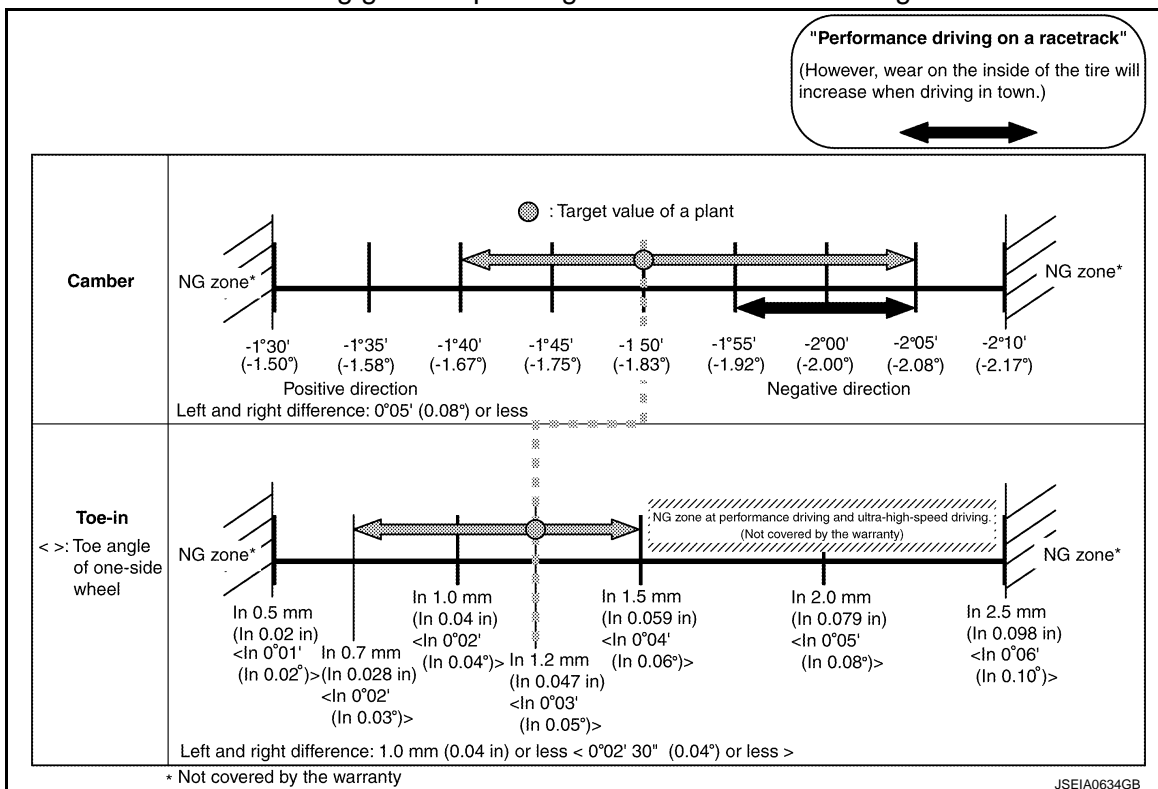 "Performance driving on a racetrack"
(However, wear on the inside of the tire will
increase when driving in town.)
Camber
: Target value of a plant
NG zone*
NG zone*
-1°30'
(-1.50°)
-1°35'
(-1.58°)
-1°40'
(-1.67°)
-1°45'
(-1.75°)
-1 50'
(-1.83°)
-1°55'
(-1.92°)
-2°00'
(-2.00°)
-2°05'
(-2.08°)
-2°10'
(-2.17°)
Positive direction
Negative direction
Left and right difference: 0°05' (0.08°) or less
Toe-in
< >: Toe angle
of one-side
wheel
NG zone*
NG zone at performance driving and ultra-high-speed driving.
(Not covered by the warranty)
NG zone*
In 0.5 mm
(In 0.02 in)
<In 0°01'
(In 0.02°)>
In 0.7 mm
(In 0.028 in)
<In 0°02'
(In 0.03°)>
In 1.0 mm
(In 0.04 in)
<In 0°02'
(In 0.04°)>
In 1.2 mm
(In 0.047 in)
<In 0°03'
(In 0.05°)>
In 1.5 mm
(In 0.059 in)
<In 0°04'
(In 0.06°)>
In 2.0 mm
(In 0.079 in)
<In 0°05'
(In 0.08°)>
In 2.5 mm
(In 0.098 in)
<In 0°06'
(In 0.10°)>
Left and right difference: 1.0 mm (0.04 in) or less < 0°02' 30" (0.04°) or less >
* Not covered by the warranty
JSEIA0634GB